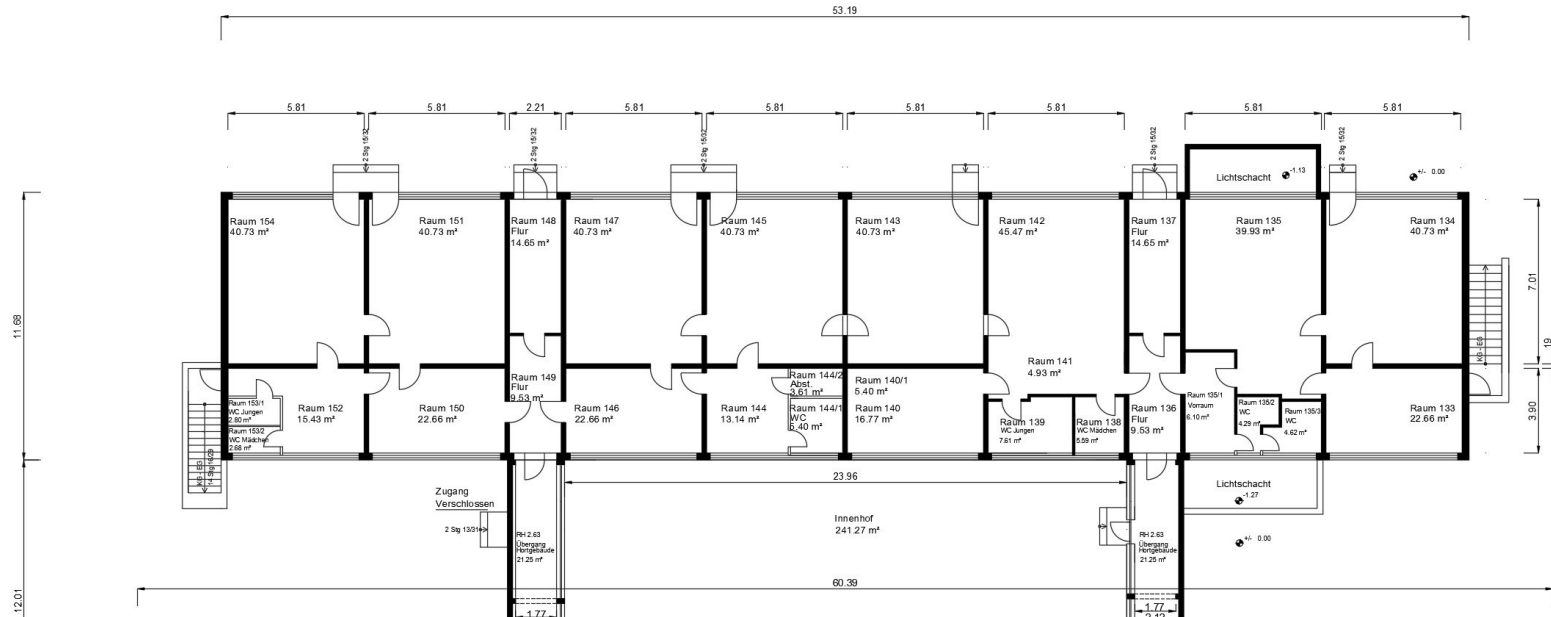 53.19
5.81
5.81
2.21
5.81
5.81
5.81
5.81
5.81
5.81
2 Stg 15/32
2 Stg 15/32
2 Stg 15/32
2 Stg 15/32
2 Stg 15/32
Lichtschacht
-1.13
+/- 0.00
Raum 154
40.73 m²
Raum 151
40.73 m²
Raum 148
Flur
14.65 m²
Raum 147
40.73 m²
Raum 145
40.73 m²
Raum 143
40.73 m²
Raum 142
45.47 m²
Raum 137
Flur
14.65 m²
Raum 135
39.93 m²
Raum 134
40.73 m²
11.68
7.01
19
KG - EG
3.90
Raum 153/1
WC Jungen
2.80 m²
Raum 153/2
WC Mädchen
2.68 m²
Raum 152
15.43 m²
Raum 150
22.66 m²
Raum 149
Flur
9.53 m²
Raum 146
22.66 m²
Raum 144
13.14 m²
Raum 144/2
Abst.
3.61 m²
Raum 144/1
WC
5.40 m²
Raum 140/1
5.40 m²
Raum 140
16.77 m²
Raum 141
4.93 m²
Raum 139
WC Jungen
7.61 m²
Raum 138
WC Mädchen
5.59 m²
Raum 136
Flur
9.53 m²
Raum 135/1
Vorraum
6.10 m²
Raum 135/2
WC
4.29 m²
Raum 135/3
WC
4.62 m²
Raum 133
22.66 m²
KG - EG
14 Stg 16/29
23.96
Zugang
Verschlossen
2 Stg 13/31
Innenhof
241.27 m²
Lichtschacht
-1.27
+/- 0.00
RH 2.63
Übergang
Hortgebäude
21.25 m²
RH 2.63
Übergang
Hortgebäude
21.25 m²
60.39
12.01
1.77
1.77